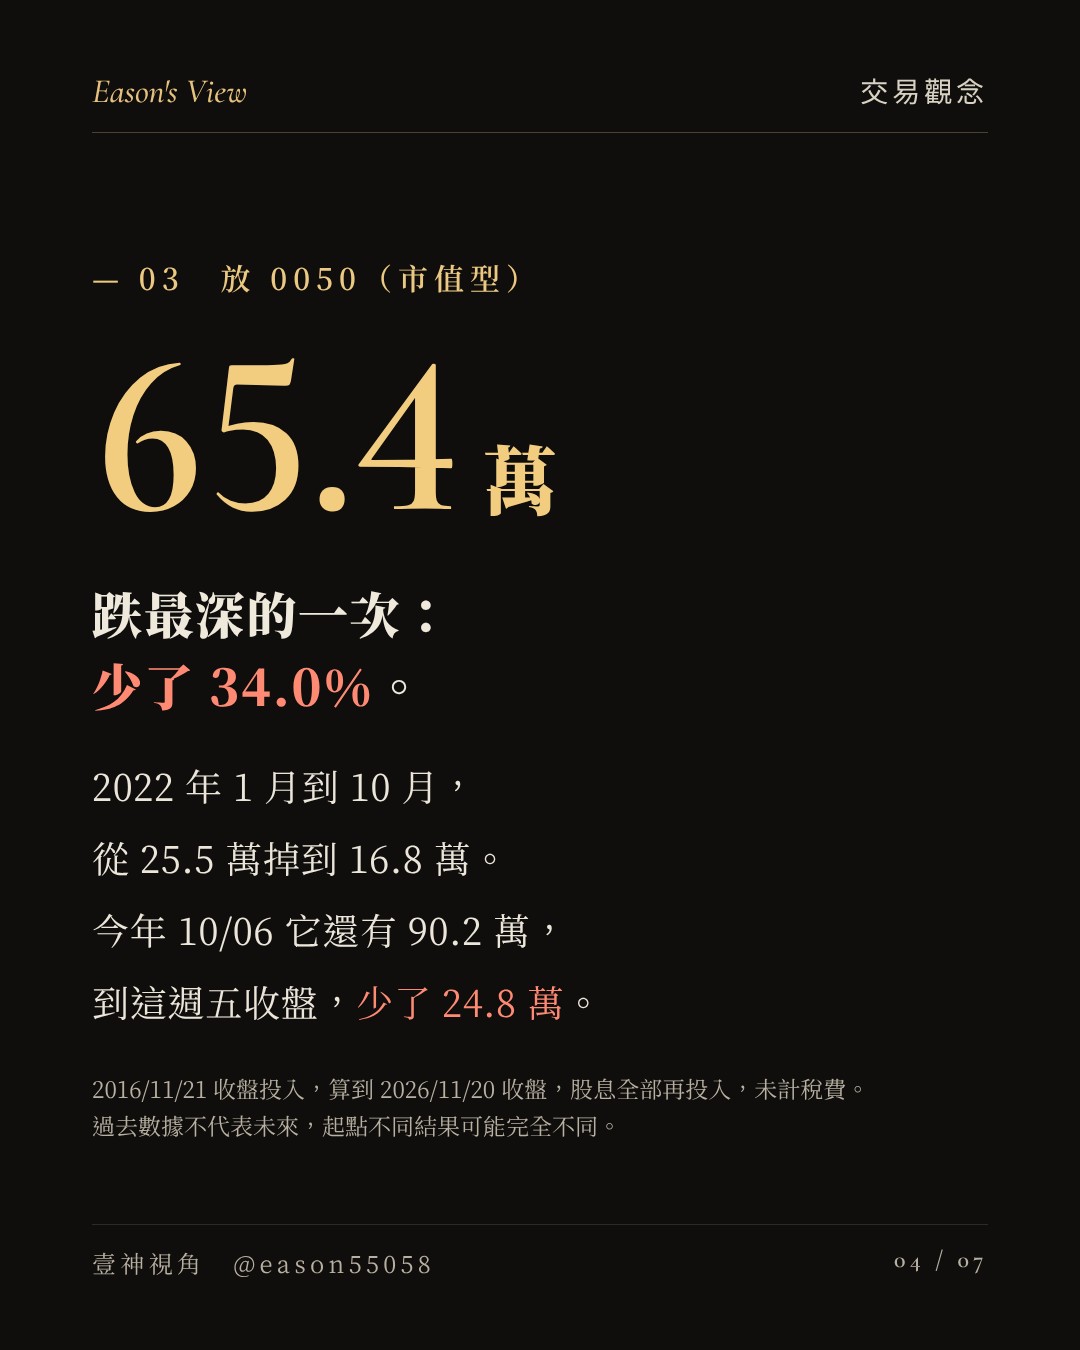 Eason's View
交易觀念
— 03 放 0050（市值型）
65.4 萬
跌最深的一次：
少了 34.0%。
2022 年 1 月到 10 月，
從 25.5 萬掉到 16.8 萬。
今年 10/06 它還有 90.2 萬，
到這週五收盤，少了 24.8 萬。
2016/11/21 收盤投入，算到 2026/11/20 收盤，股息全部再投入，未計稅費。
過去數據不代表未來，起點不同結果可能完全不同。
壹神視角 @eason55058
04 / 07